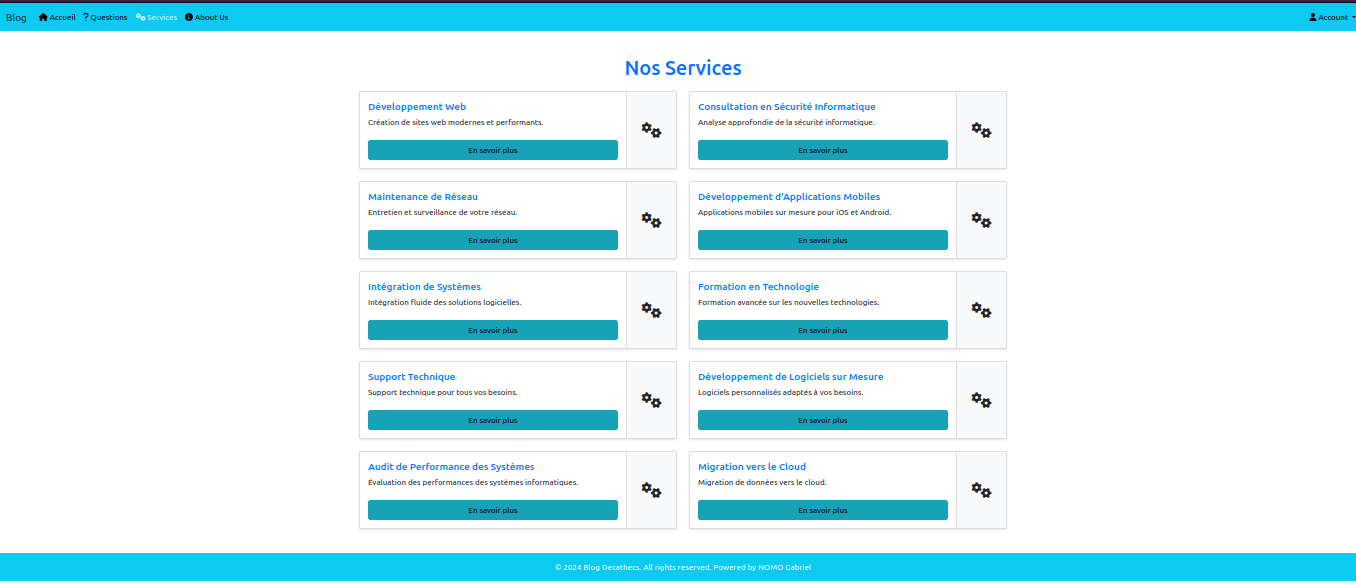 Blog Accueil ? Questions Services About Us Account
Nos Services
Développement Web
Création de sites web modernes et performants.
En savoir plus
Consultation en Sécurité Informatique
Analyse approfondie de la sécurité informatique.
En savoir plus
Maintenance de Réseau
Entretien et surveillance de votre réseau.
En savoir plus
Développement d'Applications Mobiles
Applications mobiles sur mesure pour iOS et Android.
En savoir plus
Intégration de Systèmes
Intégration fluide des solutions logicielles.
En savoir plus
Formation en Technologie
Formation avancée sur les nouvelles technologies.
En savoir plus
Support Technique
Support technique pour tous vos besoins.
En savoir plus
Développement de Logiciels sur Mesure
Logiciels personnalisés adaptés à vos besoins.
En savoir plus
Audit de Performance des Systèmes
Évaluation des performances des systèmes informatiques.
En savoir plus
Migration vers le Cloud
Migration de données vers le cloud.
En savoir plus
© 2024 Blog Decathecs. All rights reserved. Powered by NOMO Gabriel